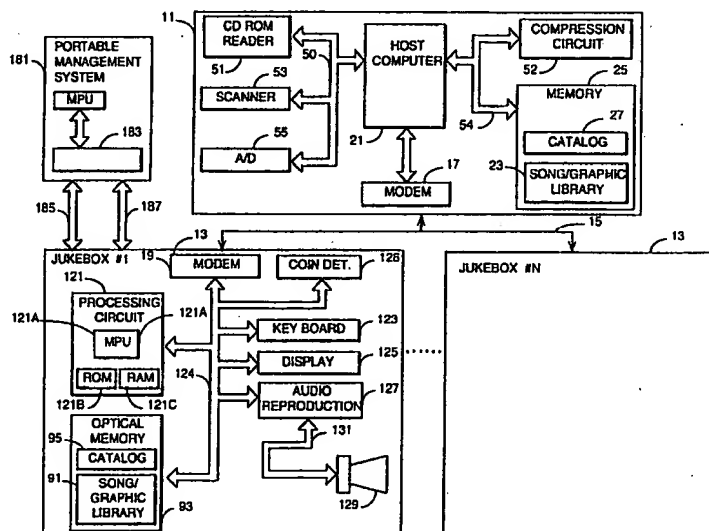 181
PORTABLE
MANAGEMENT
SYSTEM
MPU
183
185
187
11
CD ROM
READER
51
50
53
SCANNER
55
A/D
HOST
COMPUTER
21
17
MODEM
COMPRESSION
CIRCUIT
52
25
MEMORY
54
27
CATALOG
23
SONG/GRAPHIC
LIBRARY
15
13
JUKEBOX #1
19
MODEM
COIN DET.
126
121
PROCESSING
CIRCUIT
121A
121A
MPU
ROM
RAM
121B
121C
124
KEY BOARD
123
DISPLAY
125
AUDIO
REPRODUCTION
127
131
129
OPTICAL
MEMORY
95
CATALOG
91
SONG/
GRAPHIC
LIBRARY
93
13
JUKEBOX #N